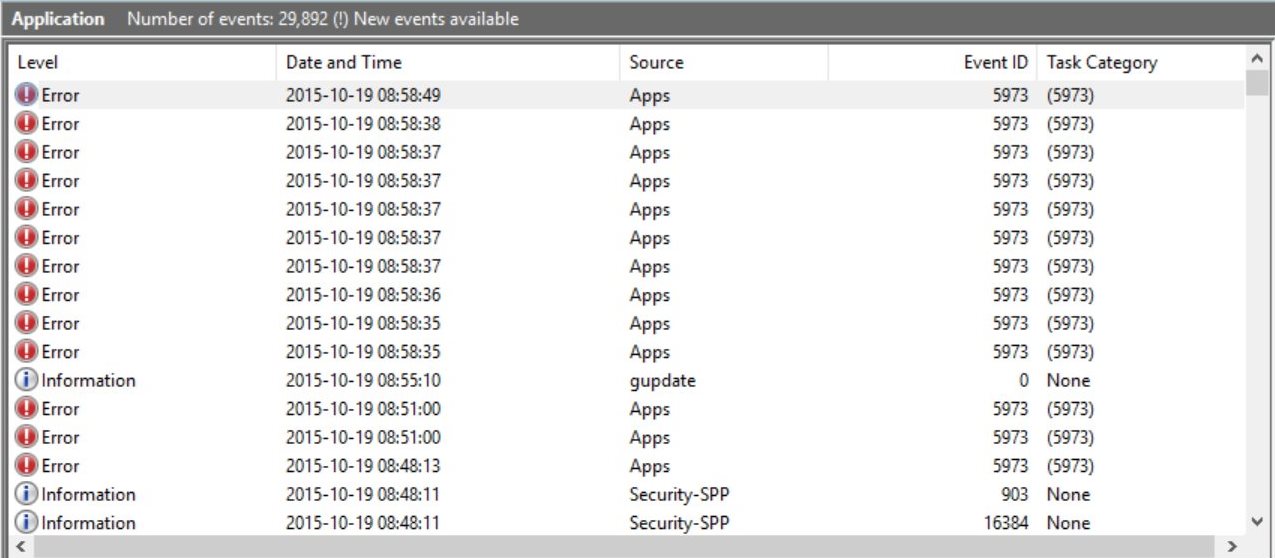 Application Number of events: 29,892 (!) New events available
Level Date and Time Source Event ID Task Category
Error 2015-10-19 08:58:49 Apps 5973 (5973)
Error 2015-10-19 08:58:38 Apps 5973 (5973)
Error 2015-10-19 08:58:37 Apps 5973 (5973)
Error 2015-10-19 08:58:37 Apps 5973 (5973)
Error 2015-10-19 08:58:37 Apps 5973 (5973)
Error 2015-10-19 08:58:37 Apps 5973 (5973)
Error 2015-10-19 08:58:37 Apps 5973 (5973)
Error 2015-10-19 08:58:36 Apps 5973 (5973)
Error 2015-10-19 08:58:35 Apps 5973 (5973)
Error 2015-10-19 08:58:35 Apps 5973 (5973)
Information 2015-10-19 08:55:10 gupdate 0 None
Error 2015-10-19 08:51:00 Apps 5973 (5973)
Error 2015-10-19 08:51:00 Apps 5973 (5973)
Error 2015-10-19 08:48:13 Apps 5973 (5973)
Information 2015-10-19 08:48:11 Security-SPP 903 None
Information 2015-10-19 08:48:11 Security-SPP 16384 None